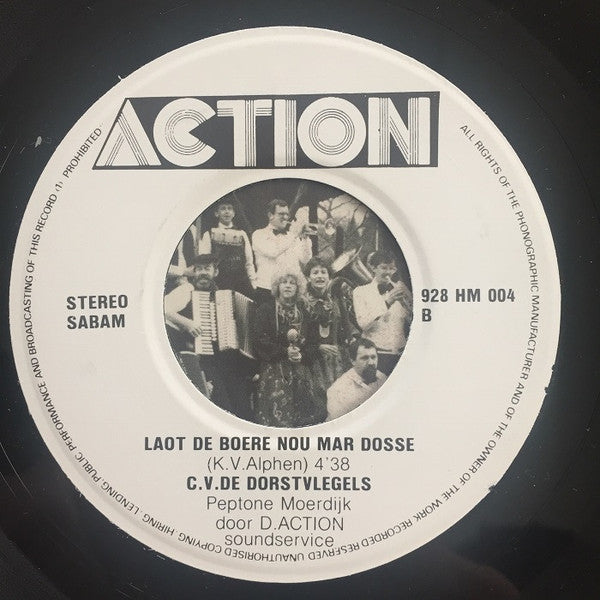 ACTION
ALL RIGHTS OF THE PHONOGRAPHIC MANUFACTURER AND OF THE OWNER OF THE WORK RECORDED RESERVED UNAUTHORISED COPYING, HIRING, LENDING PUBLIC PERFORMANCE AND BROADCASTING OF THIS RECORD (1) PROHIBITED
STEREO
SABAM
928 HM 004
B
LAOT DE BOERE NOU MAR DOSSE
(K.V.Alphen) 4'38
C.V.DE DORSTVLEGELS
Peptone Moerdijk
door D.ACTION
soundservice